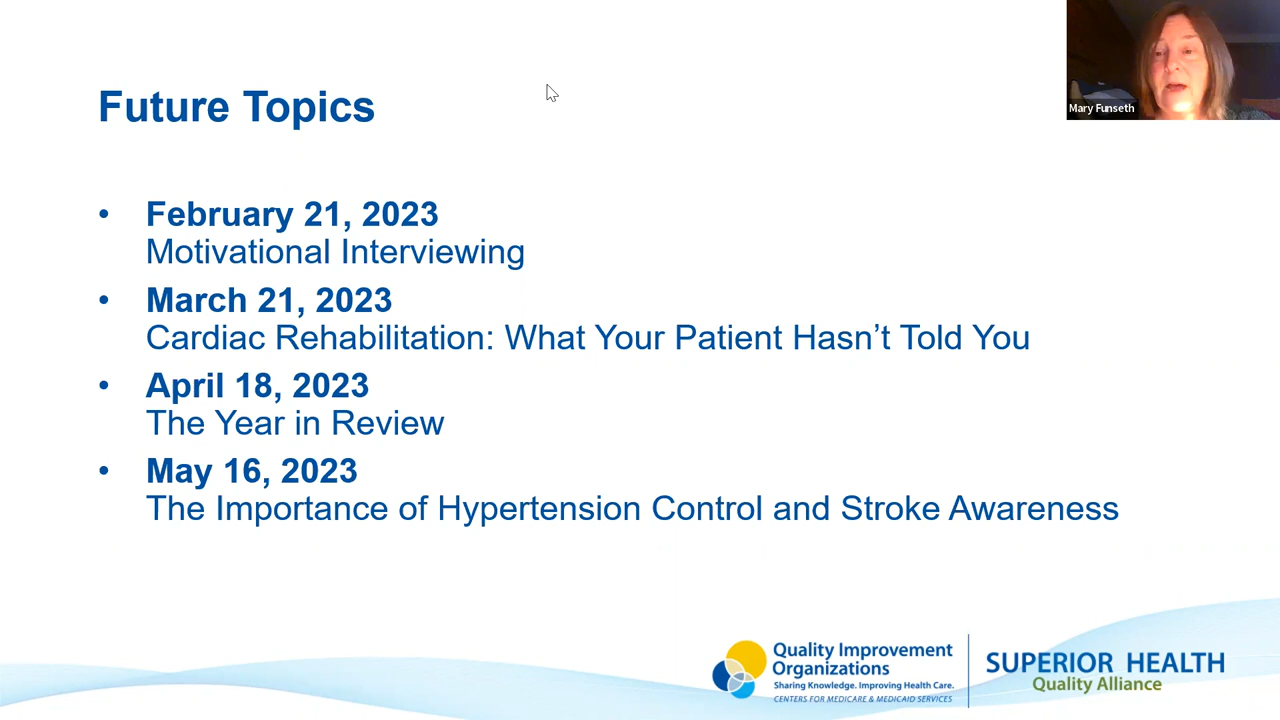 Mary Funseth
Future Topics
• February 21, 2023
Motivational Interviewing
• March 21, 2023
Cardiac Rehabilitation: What Your Patient Hasn’t Told You
• April 18, 2023
The Year in Review
• May 16, 2023
The Importance of Hypertension Control and Stroke Awareness
Quality Improvement
Organizations
Sharing Knowledge. Improving Health Care.
CENTERS FOR MEDICARE & MEDICAID SERVICES
SUPERIOR HEALTH
Quality Alliance